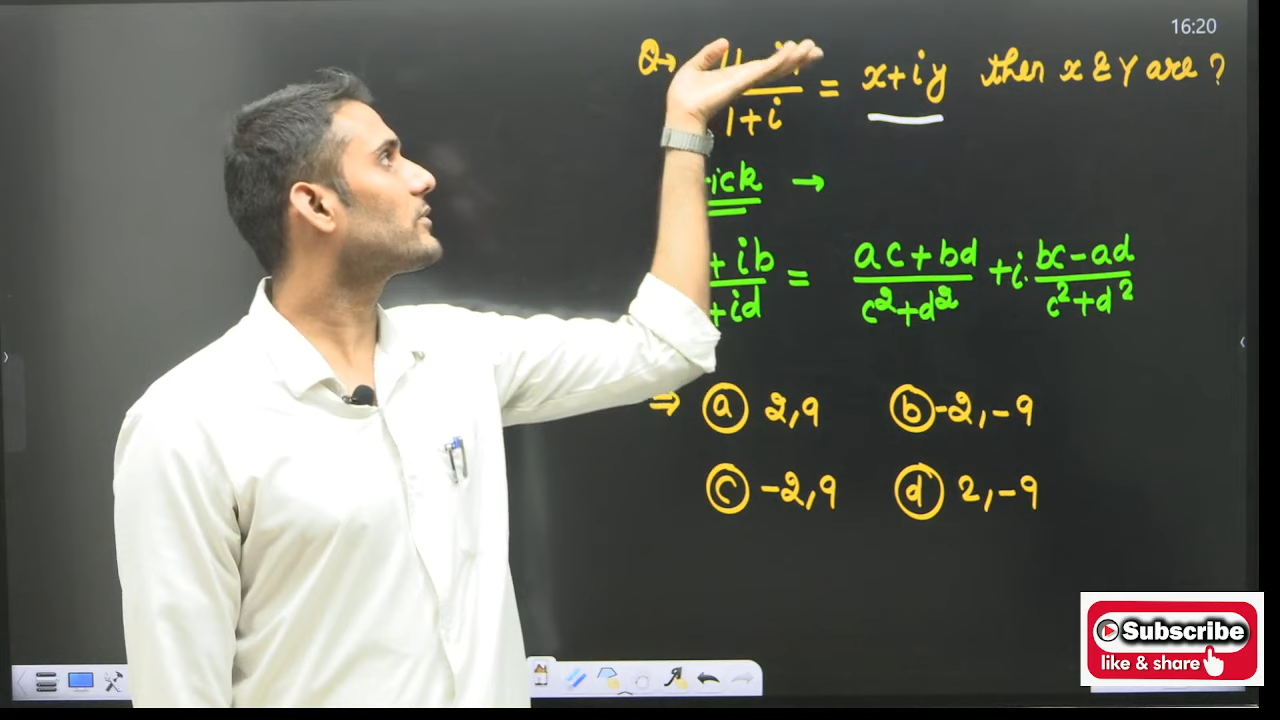 16:20
Q→ = x+iy then x & y are ?
1+i
ick →
+ib = ac+bd +i. bc-ad
+id c²+d² c²+d²
⇒ a 2,9 b -2,-9
c -2,9 d 2,-9
Subscribe
like & share